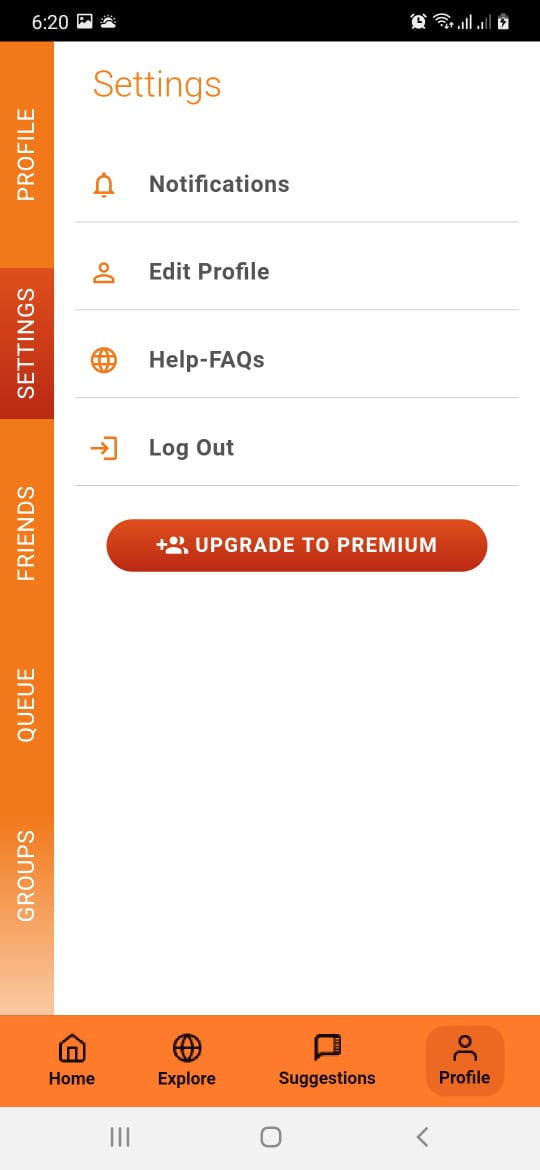 6:20
Settings
PROFILE
Notifications
Edit Profile
SETTINGS
Help-FAQs
Log Out
FRIENDS
UPGRADE TO PREMIUM
QUEUE
GROUPS
Home
Explore
Suggestions
Profile